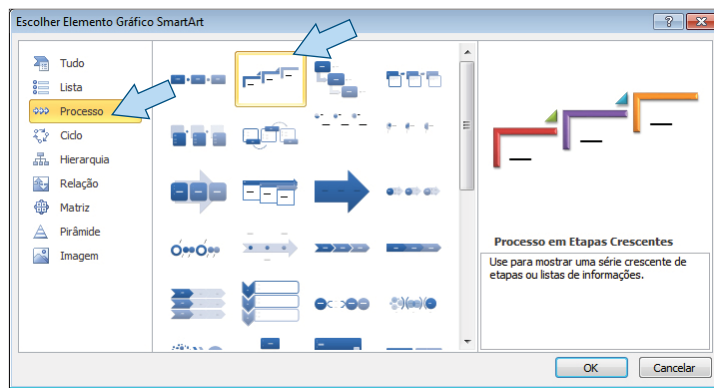 Escolher Elemento Gráfico SmartArt
Tudo
Lista
Processo
Ciclo
Hierarquia
Relação
Matriz
Pirâmide
Imagem
Processo em Etapas Crescentes
Use para mostrar uma série crescente de
etapas ou listas de informações.
OK
Cancelar